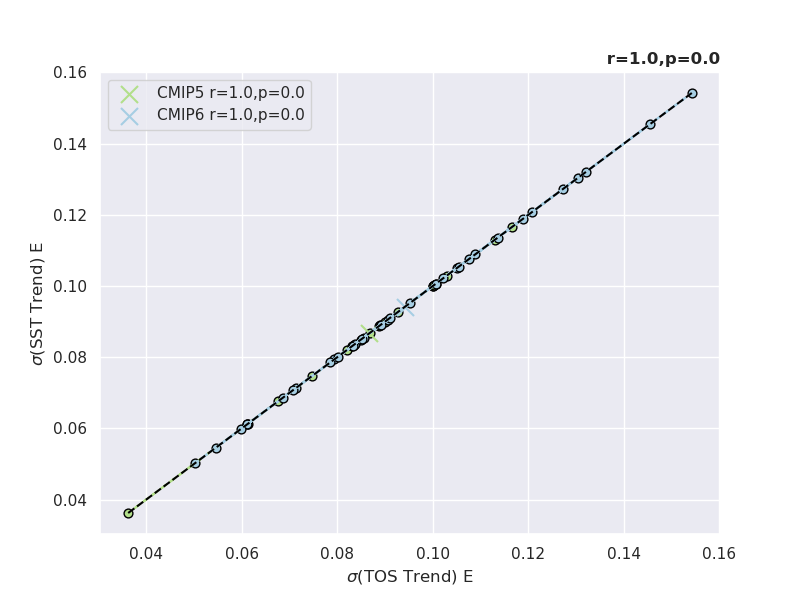 r=1.0,p=0.0
0.16
CMIP5 r=1.0,p=0.0
CMIP6 r=1.0,p=0.0
0.14
0.12
0.10
0.08
0.06
0.04
σ(SST Trend) E
0.04 0.06 0.08 0.10 0.12 0.14 0.16
σ(TOS Trend) E